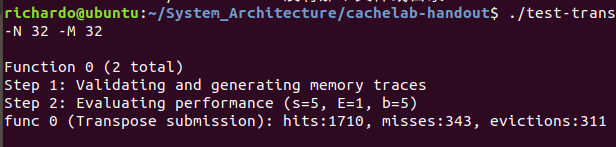 richardo@ubuntu:~/System_Architecture/cachelab-handout$ ./test-trans
-N 32 -M 32
Function 0 (2 total)
Step 1: Validating and generating memory traces
Step 2: Evaluating performance (s=5, E=1, b=5)
func 0 (Transpose submission): hits:1710, misses:343, evictions:311